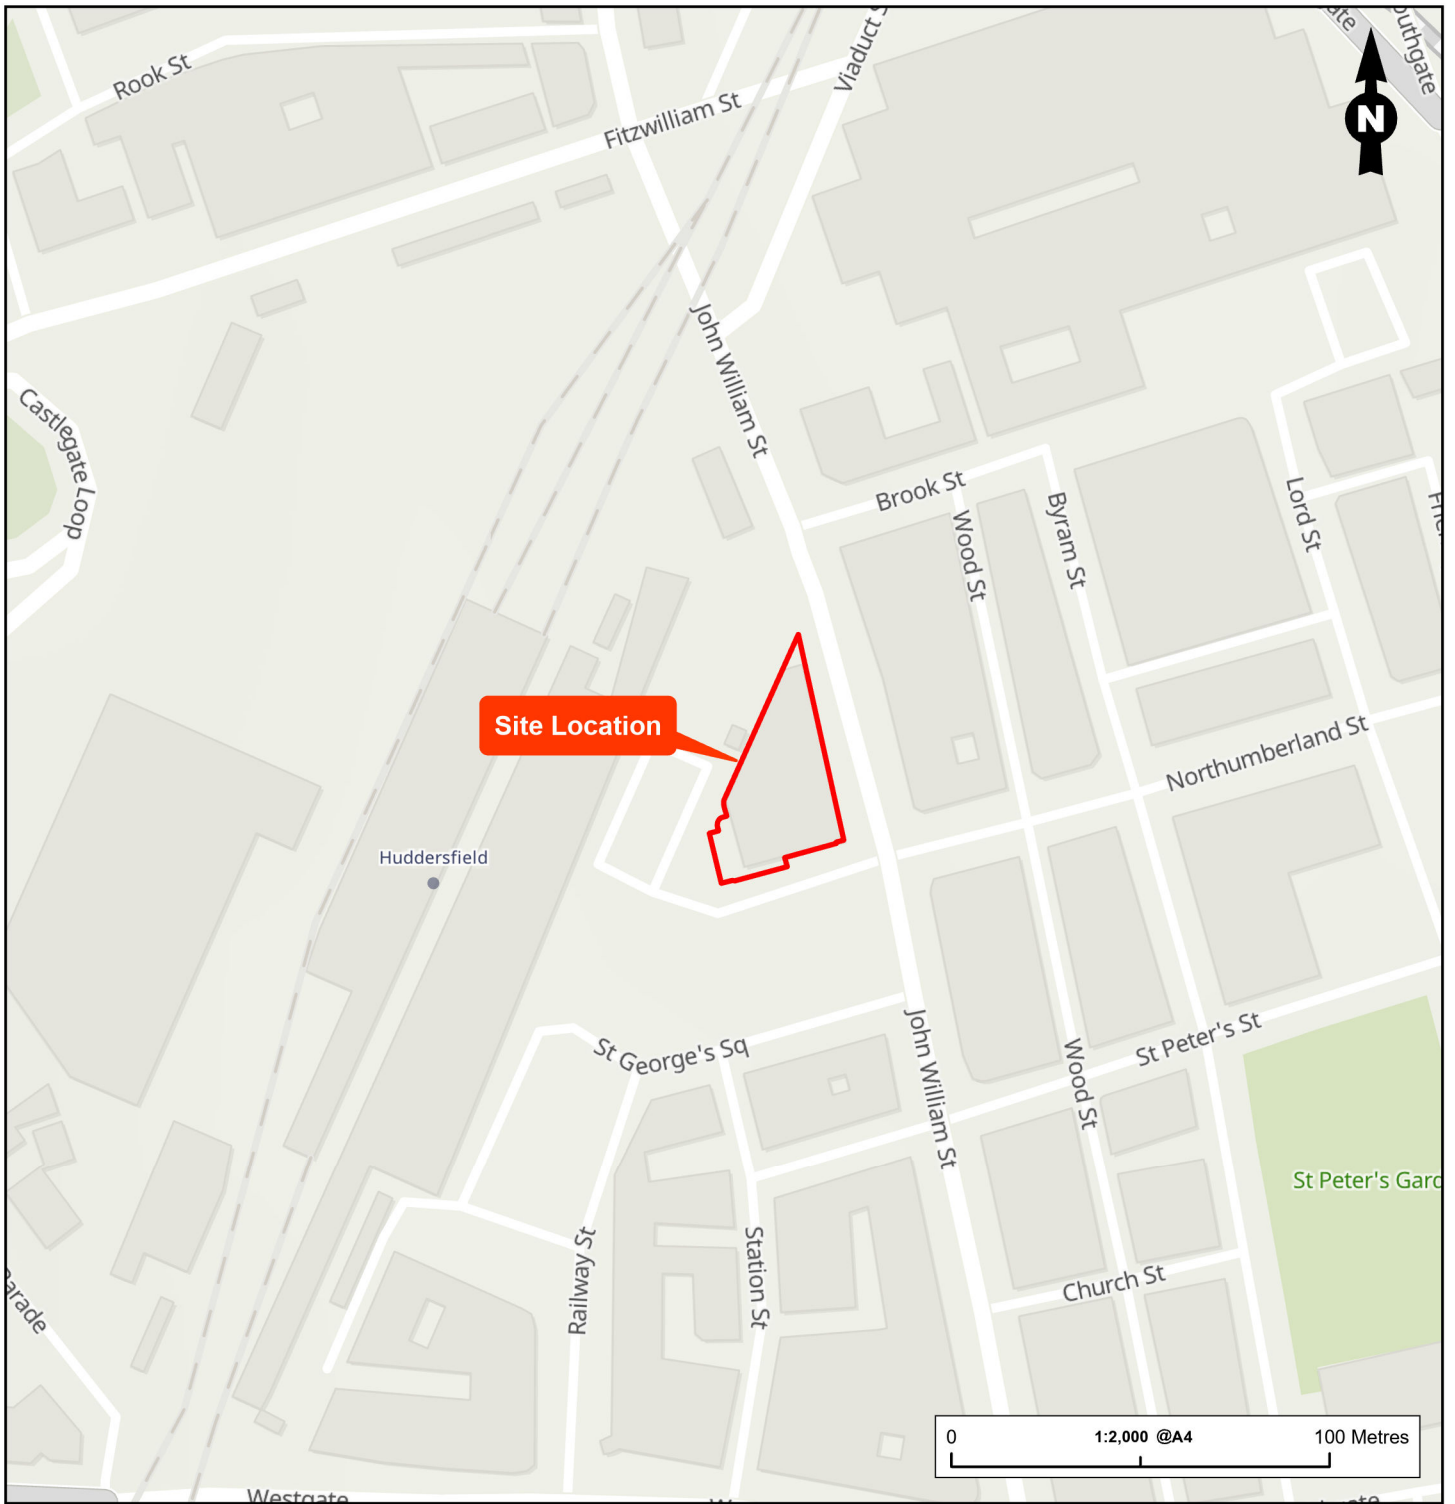 Rook St
Fitzwilliam St
Viaduct S
outhgate
N
Castlegate Loop
John William St
Brook St
Wood St
Byram St
Lord St
Site Location
Northumberland St
Huddersfield
St George's Sq
John William St
Wood St
St Peter's St
St Peter's Gard
Railway St
Station St
Church St
Parade
Westgate
0 1:2,000 @A4 100 Metres